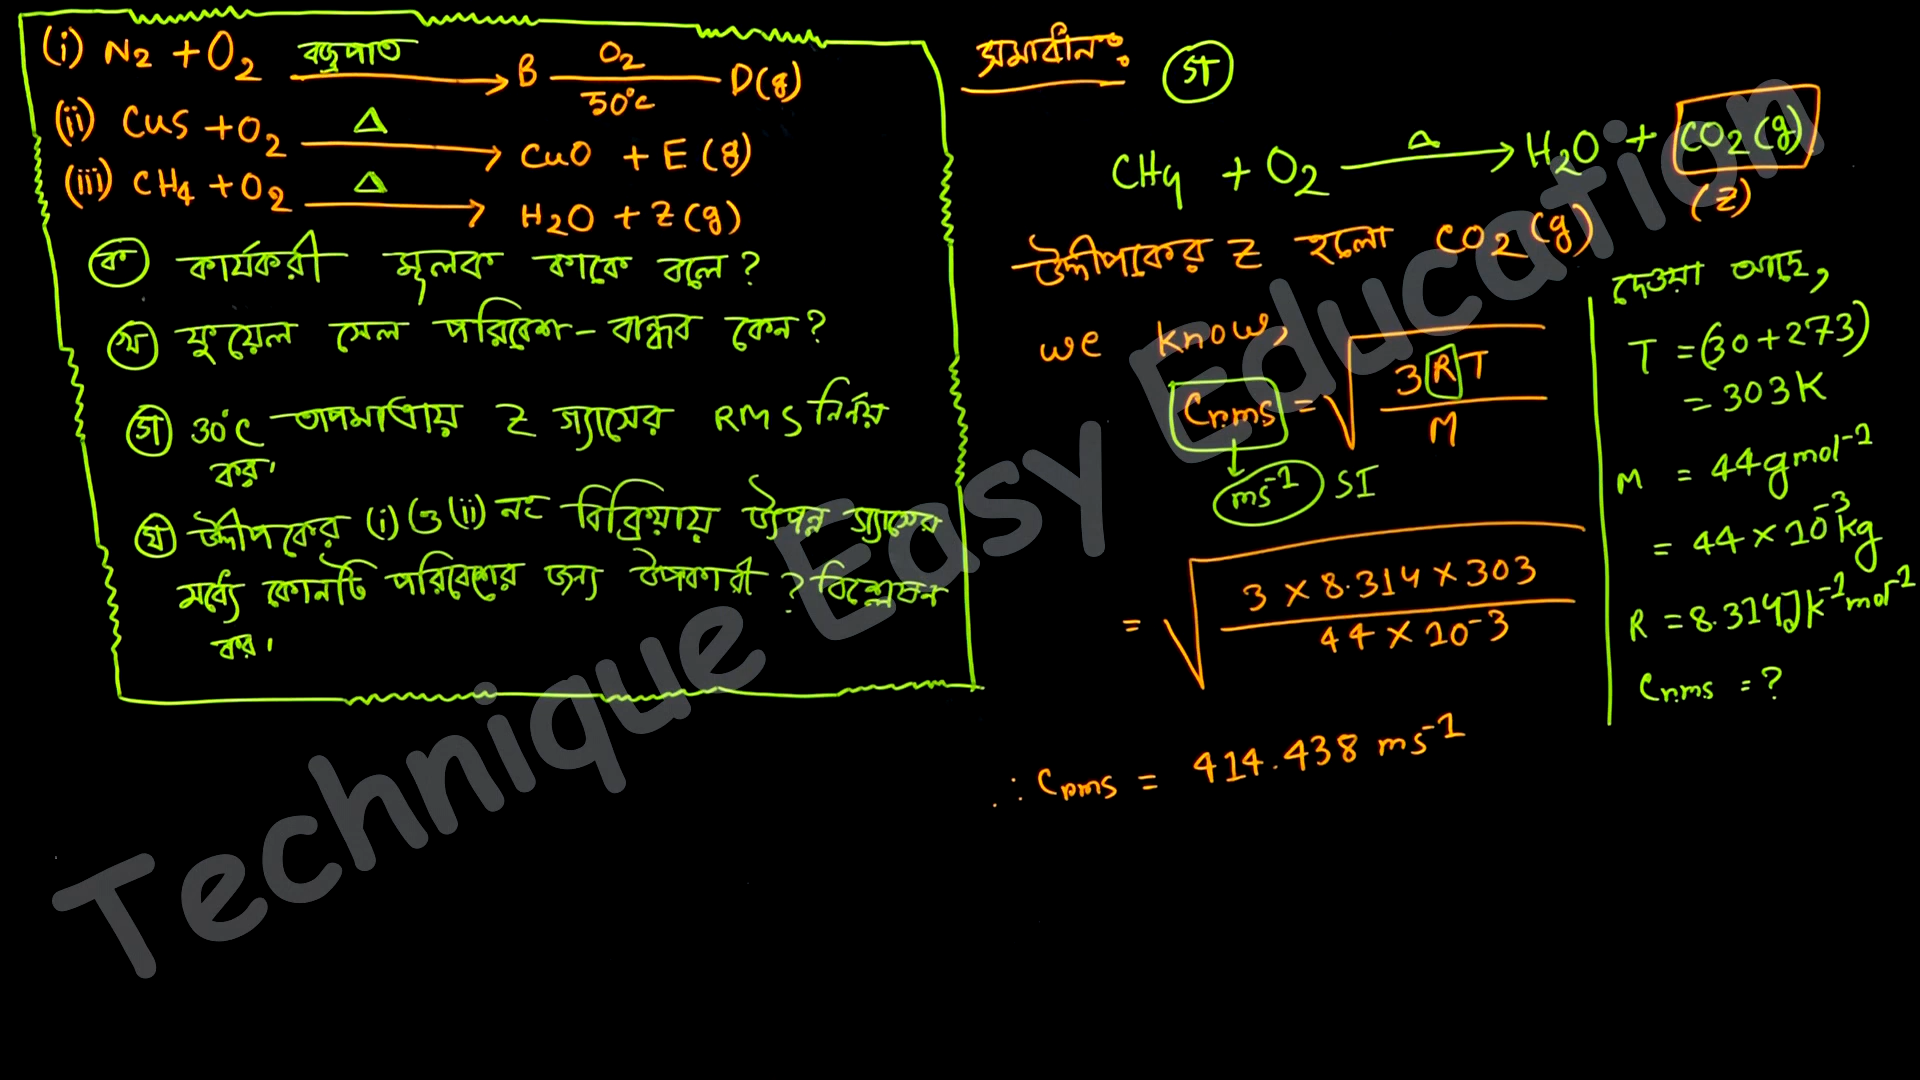 (i) N2 + O2 বজ্রপাত → B O2 50°C D(g)
(ii) CuS + O2 Δ → CuO + E (g)
(iii) CH4 + O2 Δ → H2O + Z(g)
(ক) কার্যকরী মূলক কাকে বলে?
(খ) ফুয়েল সেল পরিবেশ-বান্ধব কেন?
(গ) 30°C তাপমাত্রায় Z গ্যাসের RMS নির্নয়
কর।
(ঘ) উদ্দীপকের (i) ও (ii) নং বিক্রিয়ায় উৎপন্ন গ্যাসের
মধ্যে কোনটি পরিবেশের জন্য উপকারী? বিশ্লেষন
কর।
সমাধান: (গ)
CH4 + O2 Δ → H2O + CO2(g)
(Z)
উদ্দীপকের Z হলো CO2(g)
we know,
Crms = √3RT/M
ms-1 SI
= √3 × 8.314 × 303 / 44 × 10-3
∴ Crms = 414.438 ms-1
দেওয়া আছে,
T = (30+273)
= 303K
M = 44gmol-1
= 44 × 10-3 kg
R = 8.314JK-1mol-1
Crms = ?
Technique Easy Education